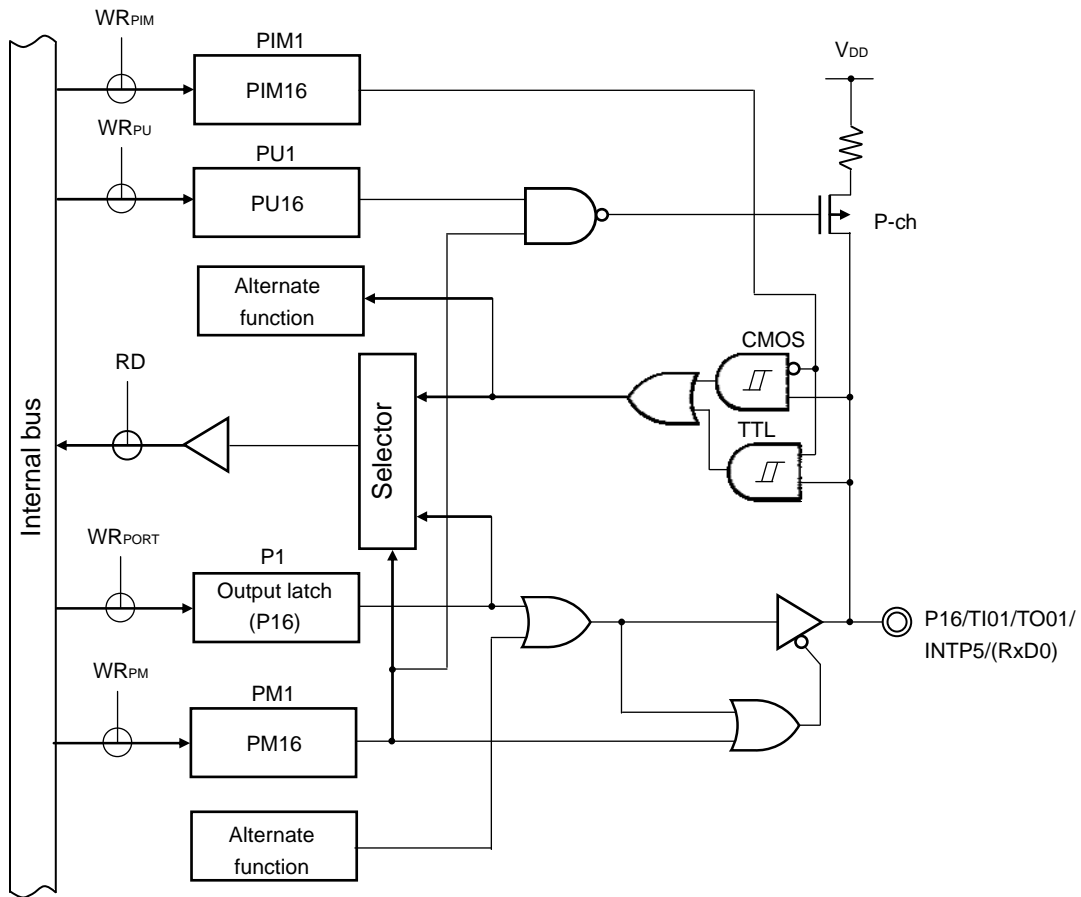 WRPIM
PIM1
PIM16
VDD
WRPU
PU1
PU16
P-ch
Alternate
function
CMOS
RD
TTL
Selector
Internal bus
WRPORT
P1
Output latch
(P16)
P16/TI01/TO01/
INTP5/(RxD0)
WRPM
PM1
PM16
Alternate
function